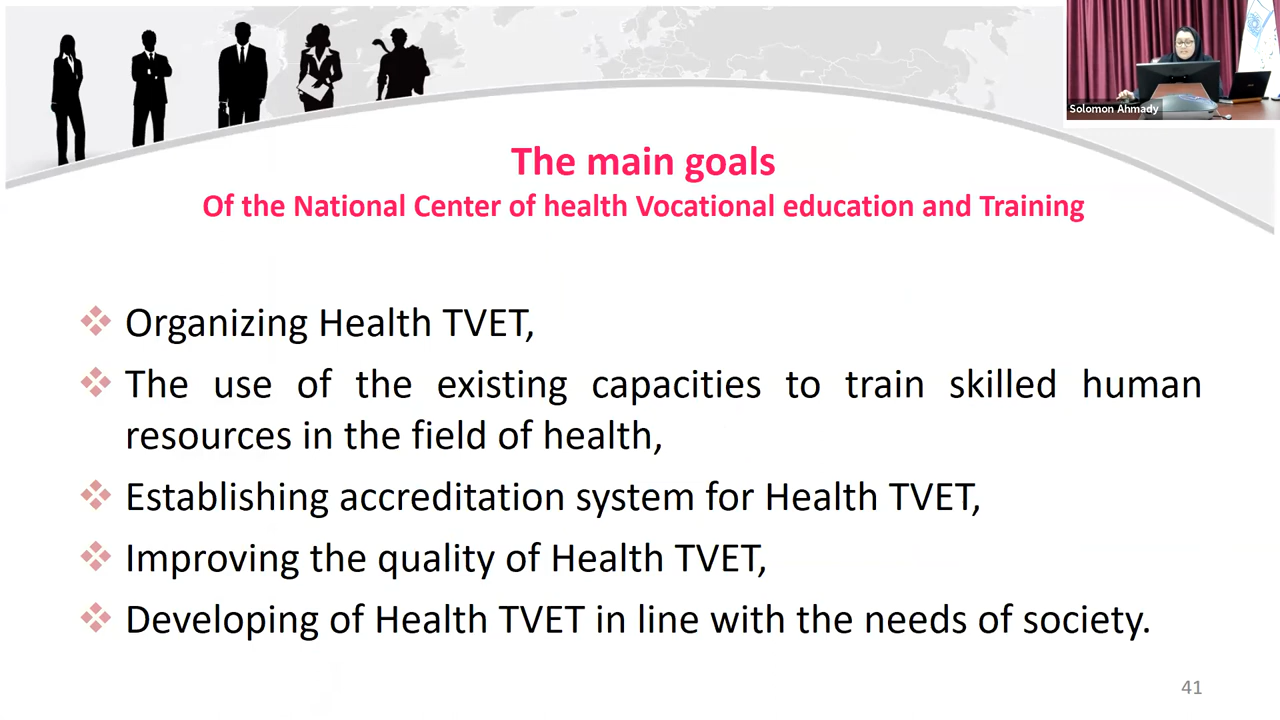 Solomon Ahmady
The main goals
Of the National Center of health Vocational education and Training
Organizing Health TVET,
The use of the existing capacities to train skilled human
resources in the field of health,
Establishing accreditation system for Health TVET,
Improving the quality of Health TVET,
Developing of Health TVET in line with the needs of society.
41